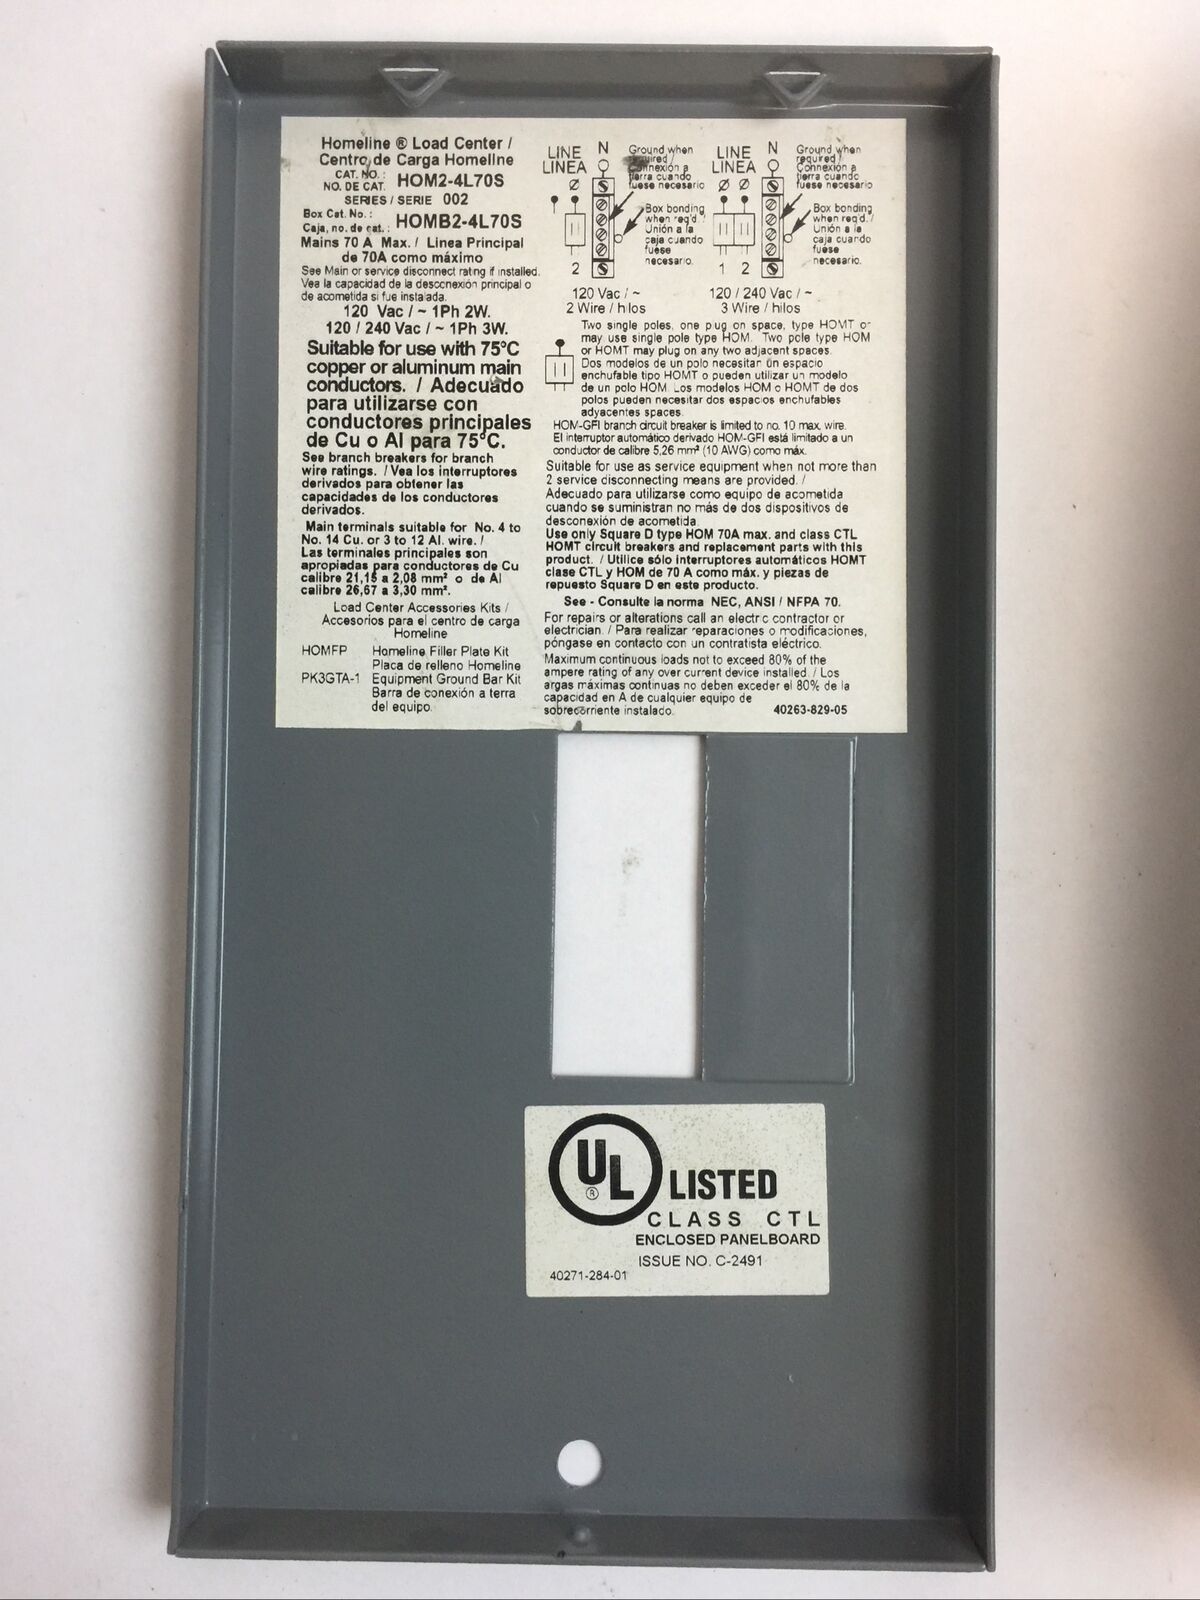 Homeline ® Load Center /
Centro de Carga Homeline
CAT. NO.:
NO. DE CAT. HOM2-4L70S
SERIES / SERIE 002
Box Cat. No.:
Caja, no. de cat.: HOMB2-4L70S
Mains 70 A Max. / Linea Principal
de 70A como máximo
See Main or service disconnect rating if installed.
Vea la capacidad de la desconexión principal o
de acometida si fue instalada.
120 Vac / ~ 1Ph 2W.
120 / 240 Vac / ~ 1Ph 3W.
Suitable for use with 75°C
copper or aluminum main
conductors. / Adecuado
para utilizarse con
conductores principales
de Cu o Al para 75°C.
See branch breakers for branch
wire ratings. / Vea los interruptores
derivados para obtener las
capacidades de los conductores
derivados.
Main terminals suitable for No. 4 to
No. 14 Cu. or 3 to 12 Al. wire. /
Las terminales principales son
apropiadas para conductores de Cu
calibre 21,15 a 2,08 mm² o de Al
calibre 26,67 a 3,30 mm².
Load Center Accessories Kits /
Accesorios para el centro de carga
Homeline
HOMFP Homeline Filler Plate Kit
Placa de relleno Homeline
PK3GTA-1 Equipment Ground Bar Kit
Barra de conexión a tierra
del equipo.
LINE
LINEA
N
Ground when
required /
Connexión a
tierra cuando
fuese necesario
Box bonding
when req'd. /
Unión a la
caja cuando
fuese
necesario.
2
120 Vac / ~
2 Wire / hilos
LINE
LINEA
N
Ground when
required /
Connexión a
tierra cuando
fuese necesario
Box bonding
when req'd. /
Unión a la
caja cuando
fuese
necesario.
1 2
120 / 240 Vac / ~
3 Wire / hilos
Two single poles, one plug on space, type HOMT or
may use single pole type HOM. Two pole type HOM
or HOMT may plug on any two adjacent spaces.
Dos modelos de un polo necesitan ún espacio
enchufable tipo HOMT o pueden utilizar un modelo
de un polo HOM. Los modelos HOM o HOMT de dos
polos pueden necesitar dos espacios enchufables
adyacentes spaces.
HOM-GFI branch circuit breaker is limited to no. 10 max. wire.
El interruptor automático derivado HOM-GFI está limitado a un
conductor de calibre 5,26 mm² (10 AWG) como máx.
Suitable for use as service equipment when not more than
2 service disconnecting means are provided. /
Adecuado para utilizarse como equipo de acometida
cuando se suministran no más de dos dispositivos de
desconexión de acometida.
Use only Square D type HOM 70A max. and class CTL
HOMT circuit breakers and replacement parts with this
product. / Utilice sólo interruptores automáticos HOMT
clase CTL y HOM de 70 A como máx. y piezas de
repuesto Square D en este producto.
See - Consulte la norma NEC, ANSI / NFPA 70.
For repairs or alterations call an electric contractor or
electrician. / Para realizar reparaciones o modificaciones,
póngase en contacto con un contratista eléctrico.
Maximum continuous loads not to exceed 80% of the
ampere rating of any over current device installed. / Los
argas máximas continuas no deben exceder el 80% de la
capacidad en A de cualquier equipo de
sobrecorriente instalado. 40263-829-05
UL ® LISTED
CLASS CTL
ENCLOSED PANELBOARD
ISSUE NO. C-2491
40271-284-01